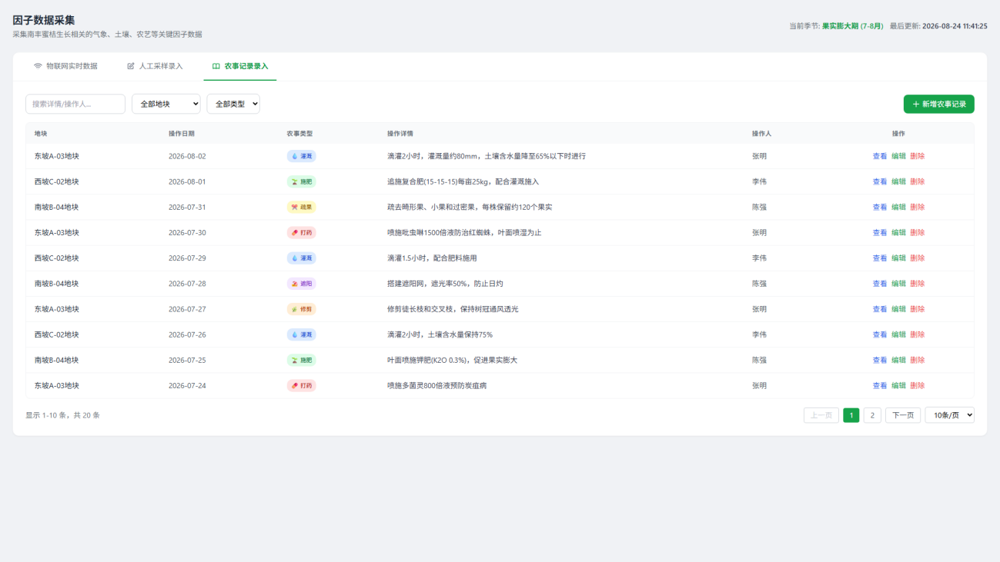 因子数据采集
采集南丰蜜桔生长相关的气象、土壤、农艺等关键因子数据
当前季节: 果实膨大期 (7-8月) 最后更新: 2026-08-24 11:41:25
物联网实时数据 人工采样录入 农事记录录入
搜索详情/操作人... 全部地块 全部类型 新增农事记录
地块 操作日期 农事类型 操作详情 操作人 操作
东坡A-03地块 2026-08-02 灌溉 滴灌2小时，灌溉量约80mm，土壤含水量降至65%以下时进行 张明 查看 编辑 删除
西坡C-02地块 2026-08-01 施肥 追施复合肥(15-15-15)每亩25kg，配合灌溉施入 李伟 查看 编辑 删除
南坡B-04地块 2026-07-31 疏果 疏去畸形果、小果和过密果，每株保留约120个果实 陈强 查看 编辑 删除
东坡A-03地块 2026-07-30 打药 喷施吡虫啉1500倍液防治红蜘蛛，叶面喷湿为止 张明 查看 编辑 删除
西坡C-02地块 2026-07-29 灌溉 滴灌1.5小时，配合肥料施用 李伟 查看 编辑 删除
南坡B-04地块 2026-07-28 遮阳 搭建遮阳网，遮光率50%，防止日灼 陈强 查看 编辑 删除
东坡A-03地块 2026-07-27 修剪 修剪徒长枝和交叉枝，保持树冠通风透光 张明 查看 编辑 删除
西坡C-02地块 2026-07-26 灌溉 滴灌2小时，土壤含水量保持75% 李伟 查看 编辑 删除
南坡B-04地块 2026-07-25 施肥 叶面喷施钾肥(K2O 0.3%)，促进果实膨大 陈强 查看 编辑 删除
东坡A-03地块 2026-07-24 打药 喷施多菌灵800倍液预防炭疽病 张明 查看 编辑 删除
显示 1-10 条，共 20 条 上一页 1 2 下一页 10条/页